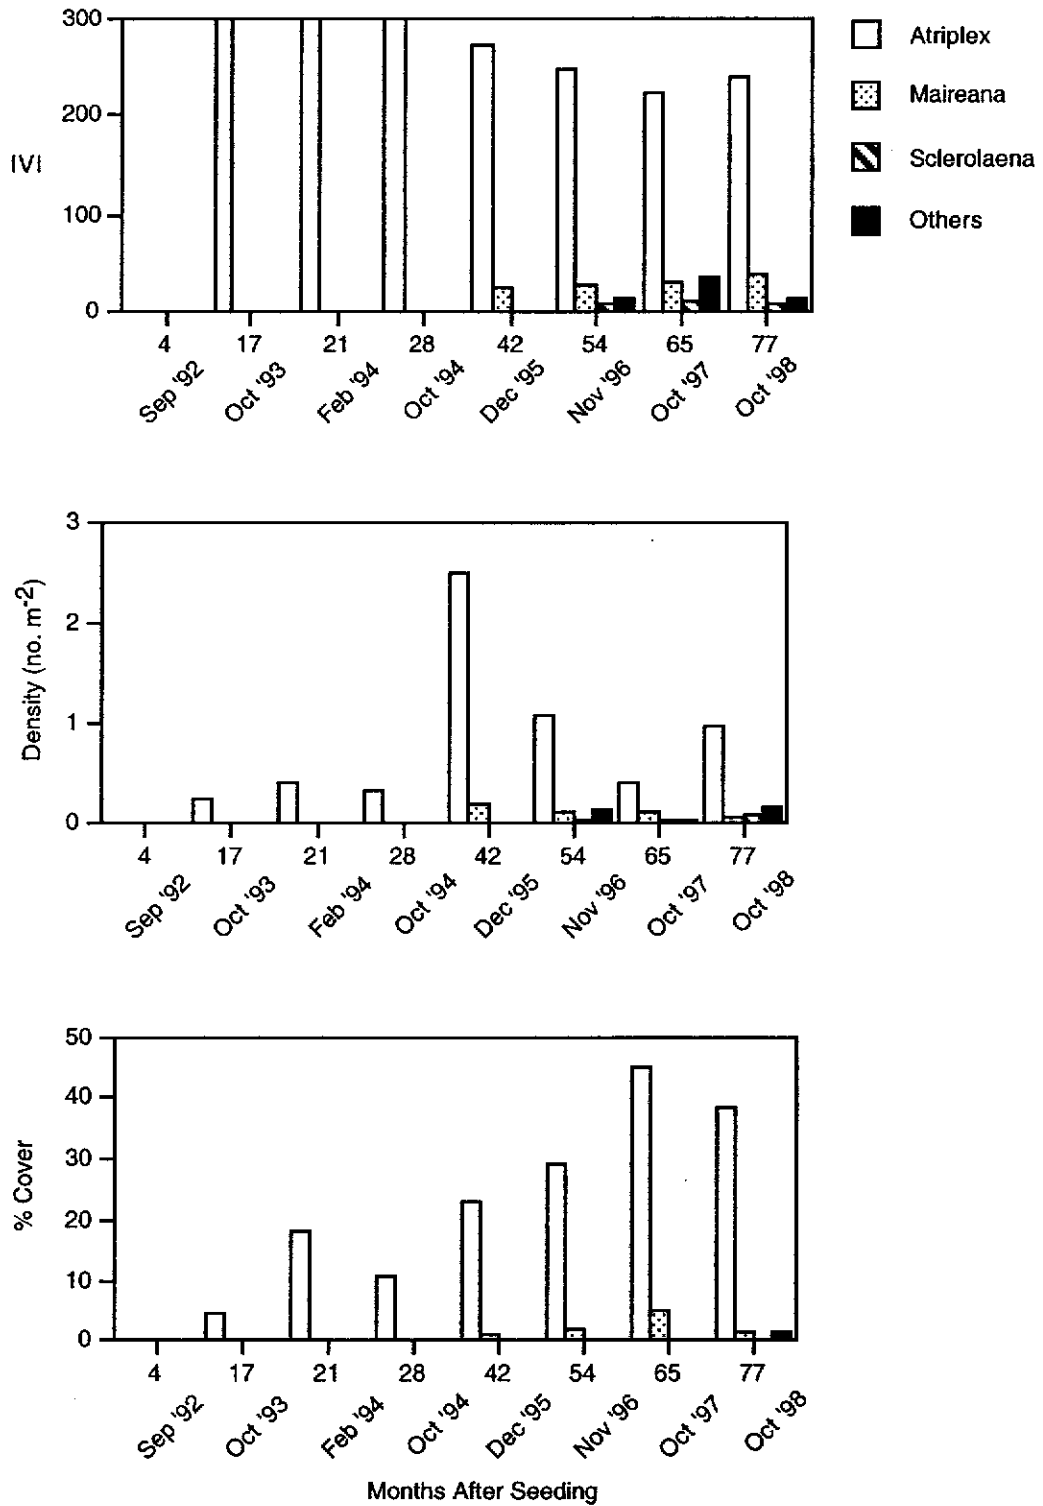 300
200
100
0
IVI
Atriplex
Maireana
Sclerolaena
Others
4 17 21 28 42 54 65 77
Sep '92 Oct '93 Feb '94 Oct '94 Dec '95 Nov '96 Oct '97 Oct '98
3
2
1
0
Density (no. m-2)
4 17 21 28 42 54 65 77
Sep '92 Oct '93 Feb '94 Oct '94 Dec '95 Nov '96 Oct '97 Oct '98
50
40
30
20
10
0
% Cover
4 17 21 28 42 54 65 77
Sep '92 Oct '93 Feb '94 Oct '94 Dec '95 Nov '96 Oct '97 Oct '98
Months After Seeding